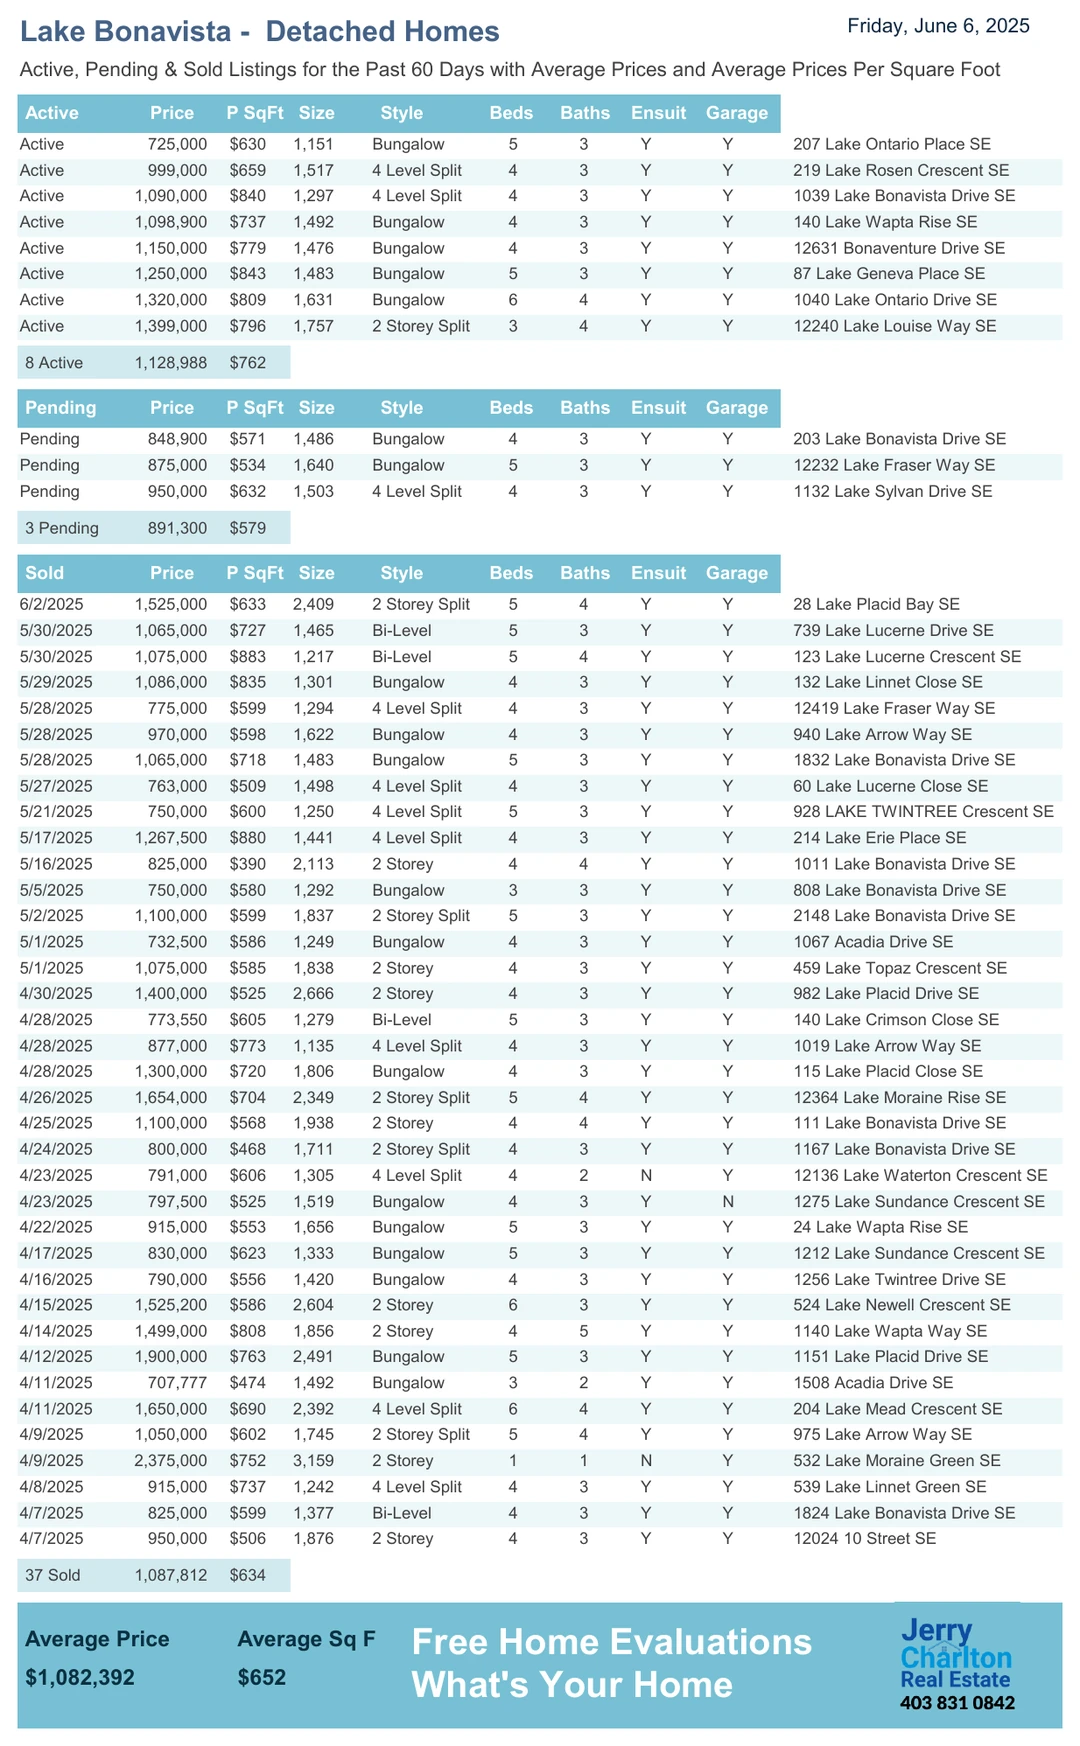 Lake Bonavista - Detached Homes
Friday, June 6, 2025
Active, Pending & Sold Listings for the Past 60 Days with Average Prices and Average Prices Per Square Foot
Active Price P SqFt Size Style Beds Baths Ensuit Garage
Active 725,000 $630 1,151 Bungalow 5 3 Y Y 207 Lake Ontario Place SE
Active 999,000 $659 1,517 4 Level Split 4 3 Y Y 219 Lake Rosen Crescent SE
Active 1,090,000 $840 1,297 4 Level Split 4 3 Y Y 1039 Lake Bonavista Drive SE
Active 1,098,900 $737 1,492 Bungalow 4 3 Y Y 140 Lake Wapta Rise SE
Active 1,150,000 $779 1,476 Bungalow 4 3 Y Y 12631 Bonaventure Drive SE
Active 1,250,000 $843 1,483 Bungalow 5 3 Y Y 87 Lake Geneva Place SE
Active 1,320,000 $809 1,631 Bungalow 6 4 Y Y 1040 Lake Ontario Drive SE
Active 1,399,000 $796 1,757 2 Storey Split 3 4 Y Y 12240 Lake Louise Way SE
8 Active 1,128,988 $762
Pending Price P SqFt Size Style Beds Baths Ensuit Garage
Pending 848,900 $571 1,486 Bungalow 4 3 Y Y 203 Lake Bonavista Drive SE
Pending 875,000 $534 1,640 Bungalow 5 3 Y Y 12232 Lake Fraser Way SE
Pending 950,000 $632 1,503 4 Level Split 4 3 Y Y 1132 Lake Sylvan Drive SE
3 Pending 891,300 $579
Sold Price P SqFt Size Style Beds Baths Ensuit Garage
6/2/2025 1,525,000 $633 2,409 2 Storey Split 5 4 Y Y 28 Lake Placid Bay SE
5/30/2025 1,065,000 $727 1,465 Bi-Level 5 3 Y Y 739 Lake Lucerne Drive SE
5/30/2025 1,075,000 $883 1,217 Bi-Level 5 4 Y Y 123 Lake Lucerne Crescent SE
5/29/2025 1,086,000 $835 1,301 Bungalow 4 3 Y Y 132 Lake Linnet Close SE
5/28/2025 775,000 $599 1,294 4 Level Split 4 3 Y Y 12419 Lake Fraser Way SE
5/28/2025 970,000 $598 1,622 Bungalow 4 3 Y Y 940 Lake Arrow Way SE
5/28/2025 1,065,000 $718 1,483 Bungalow 5 3 Y Y 1832 Lake Bonavista Drive SE
5/27/2025 763,000 $509 1,498 4 Level Split 4 3 Y Y 60 Lake Lucerne Close SE
5/21/2025 750,000 $600 1,250 4 Level Split 5 3 Y Y 928 LAKE TWINTREE Crescent SE
5/17/2025 1,267,500 $880 1,441 4 Level Split 4 3 Y Y 214 Lake Erie Place SE
5/16/2025 825,000 $390 2,113 2 Storey 4 4 Y Y 1011 Lake Bonavista Drive SE
5/5/2025 750,000 $580 1,292 Bungalow 3 3 Y Y 808 Lake Bonavista Drive SE
5/2/2025 1,100,000 $599 1,837 2 Storey Split 5 3 Y Y 2148 Lake Bonavista Drive SE
5/1/2025 732,500 $586 1,249 Bungalow 4 3 Y Y 1067 Acadia Drive SE
5/1/2025 1,075,000 $585 1,838 2 Storey 4 3 Y Y 459 Lake Topaz Crescent SE
4/30/2025 1,400,000 $525 2,666 2 Storey 4 3 Y Y 982 Lake Placid Drive SE
4/28/2025 773,550 $605 1,279 Bi-Level 5 3 Y Y 140 Lake Crimson Close SE
4/28/2025 877,000 $773 1,135 4 Level Split 4 3 Y Y 1019 Lake Arrow Way SE
4/28/2025 1,300,000 $720 1,806 Bungalow 4 3 Y Y 115 Lake Placid Close SE
4/26/2025 1,654,000 $704 2,349 2 Storey Split 5 4 Y Y 12364 Lake Moraine Rise SE
4/25/2025 1,100,000 $568 1,938 2 Storey 4 4 Y Y 111 Lake Bonavista Drive SE
4/24/2025 800,000 $468 1,711 2 Storey Split 4 3 Y Y 1167 Lake Bonavista Drive SE
4/23/2025 791,000 $606 1,305 4 Level Split 4 2 N Y 12136 Lake Waterton Crescent SE
4/23/2025 797,500 $525 1,519 Bungalow 4 3 Y N 1275 Lake Sundance Crescent SE
4/22/2025 915,000 $553 1,656 Bungalow 5 3 Y Y 24 Lake Wapta Rise SE
4/17/2025 830,000 $623 1,333 Bungalow 5 3 Y Y 1212 Lake Sundance Crescent SE
4/16/2025 790,000 $556 1,420 Bungalow 4 3 Y Y 1256 Lake Twintree Drive SE
4/15/2025 1,525,200 $586 2,604 2 Storey 6 3 Y Y 524 Lake Newell Crescent SE
4/14/2025 1,499,000 $808 1,856 2 Storey 4 5 Y Y 1140 Lake Wapta Way SE
4/12/2025 1,900,000 $763 2,491 Bungalow 5 3 Y Y 1151 Lake Placid Drive SE
4/11/2025 707,777 $474 1,492 Bungalow 3 2 Y Y 1508 Acadia Drive SE
4/11/2025 1,650,000 $690 2,392 4 Level Split 6 4 Y Y 204 Lake Mead Crescent SE
4/9/2025 1,050,000 $602 1,745 2 Storey Split 5 4 Y Y 975 Lake Arrow Way SE
4/9/2025 2,375,000 $752 3,159 2 Storey 1 1 N Y 532 Lake Moraine Green SE
4/8/2025 915,000 $737 1,242 4 Level Split 4 3 Y Y 539 Lake Linnet Green SE
4/7/2025 825,000 $599 1,377 Bi-Level 4 3 Y Y 1824 Lake Bonavista Drive SE
4/7/2025 950,000 $506 1,876 2 Storey 4 3 Y Y 12024 10 Street SE
37 Sold 1,087,812 $634
Average Price Average Sq F
$1,082,392 $652
Free Home Evaluations
What's Your Home
Jerry
Charlton
Real Estate
403 831 0842